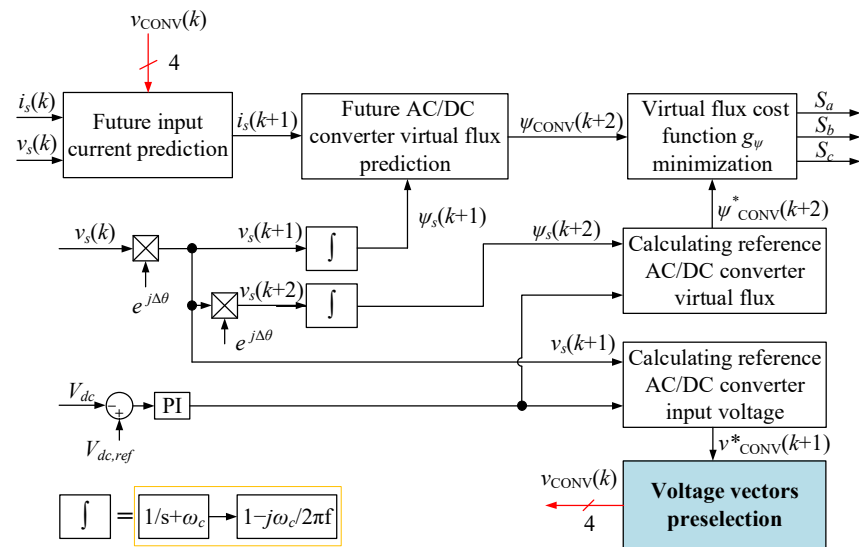 v_CONV(k)
4
i_s(k)
v_s(k)
Future input
current prediction
i_s(k+1)
Future AC/DC
converter virtual flux
prediction
ψ_CONV(k+2)
Virtual flux cost
function g_ψ
minimization
S_a
S_b
S_c
ψ_s(k+1)
ψ*_CONV(k+2)
v_s(k)
e^jΔθ
v_s(k+1)
∫
v_s(k+2)
e^jΔθ
∫
ψ_s(k+2)
Calculating reference
AC/DC converter
virtual flux
v_s(k+1)
Calculating reference
AC/DC converter
input voltage
V_dc
−
+
V_dc,ref
PI
v*_CONV(k+1)
Voltage vectors
preselection
v_CONV(k)
4
∫ = 1/s+ω_c 1−jω_c/2πf